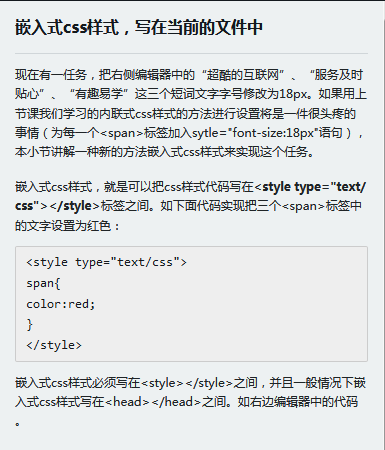 嵌入式css样式，写在当前的文件中
现在有一任务，把右侧编辑器中的“超酷的互联网”、“服务及时
贴心”、“有趣易学”这三个短词文字字号修改为18px。如果用上
节课我们学习的内联式css样式的方法进行设置将是一件很头疼的
事情（为每一个<span>标签加入sytle="font-size:18px"语句），
本小节讲解一种新的方法嵌入式css样式来实现这个任务。
嵌入式css样式，就是可以把css样式代码写在<style type="text/
css"></style>标签之间。如下面代码实现把三个<span>标签中
的文字设置为红色：
<style type="text/css">
span{
color:red;
}
</style>
嵌入式css样式必须写在<style></style>之间，并且一般情况下嵌
入式css样式写在<head></head>之间。如右边编辑器中的代码
。